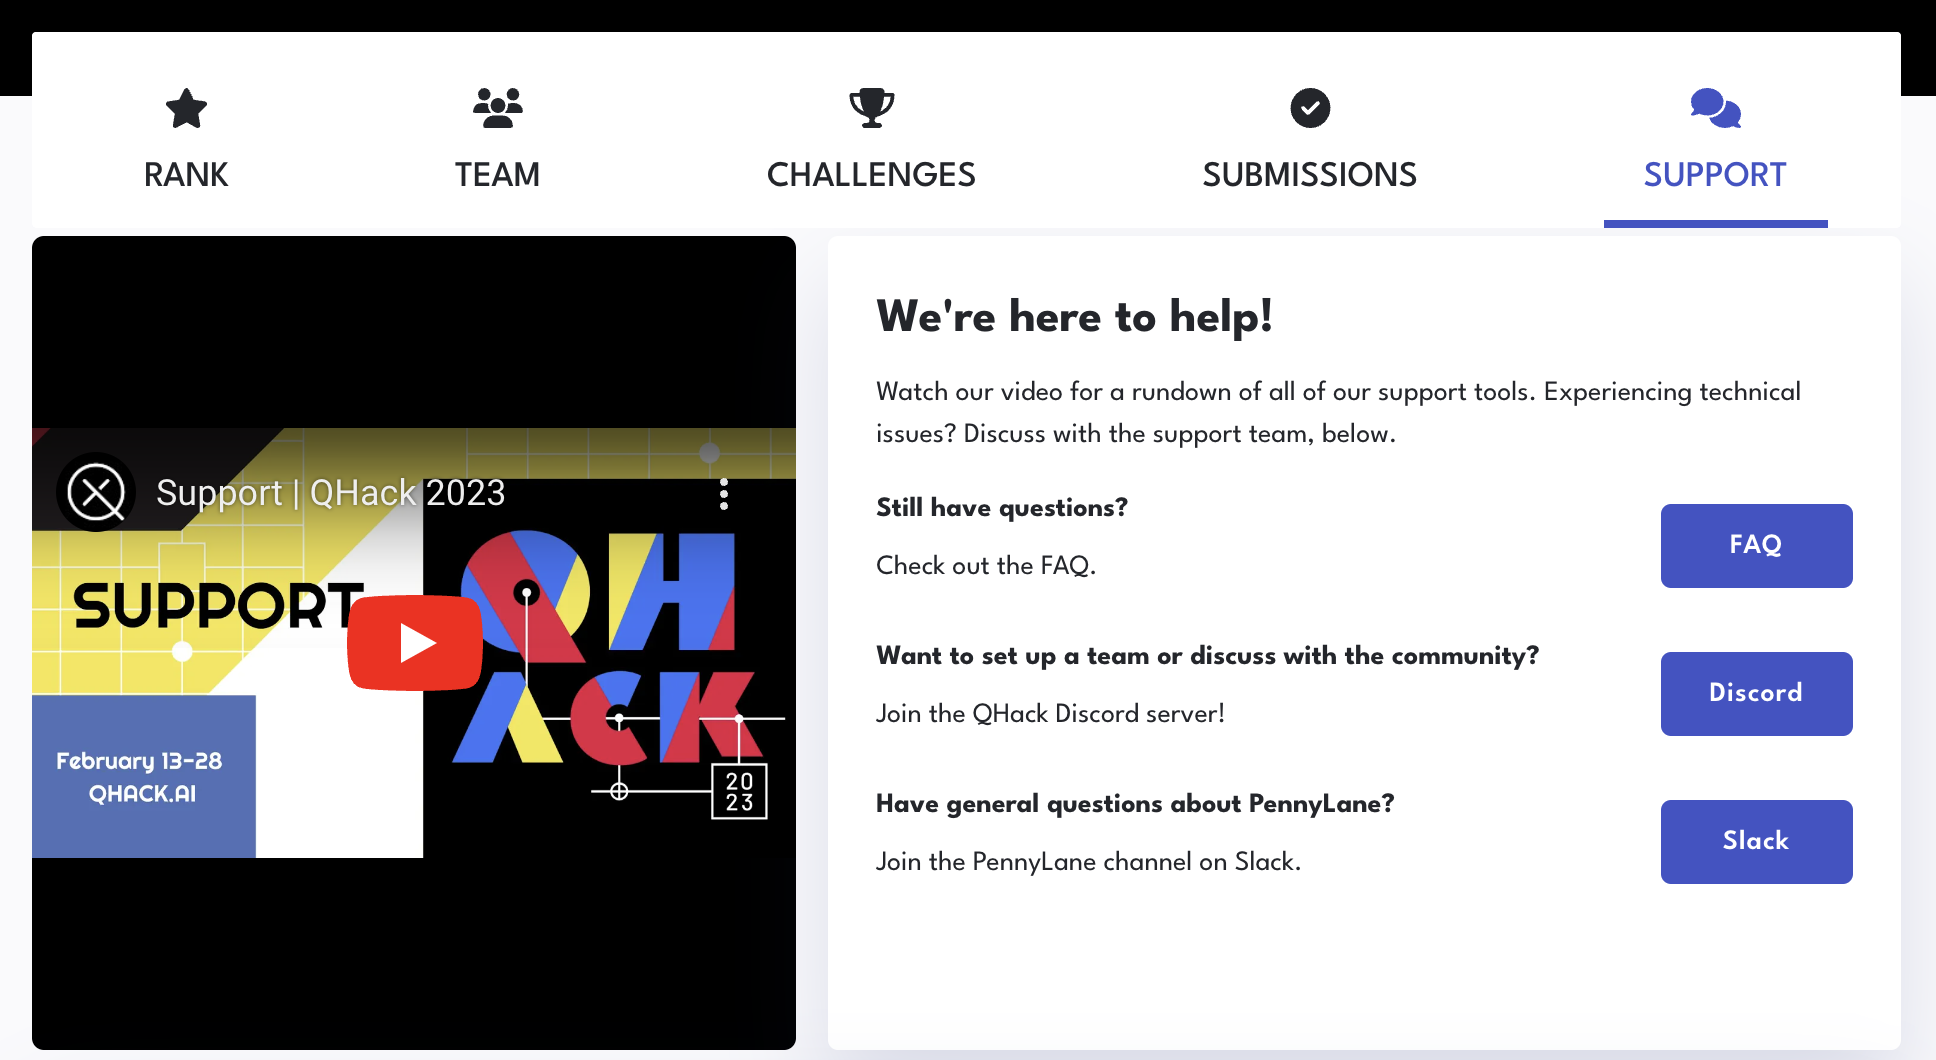 RANK
TEAM
CHALLENGES
SUBMISSIONS
SUPPORT
Support | QHack 2023
SUPPORT
QH
ACK
20
23
February 13-28
QHACK.AI
We're here to help!
Watch our video for a rundown of all of our support tools. Experiencing technical
issues? Discuss with the support team, below.
Still have questions?
Check out the FAQ.
FAQ
Want to set up a team or discuss with the community?
Join the QHack Discord server!
Discord
Have general questions about PennyLane?
Join the PennyLane channel on Slack.
Slack